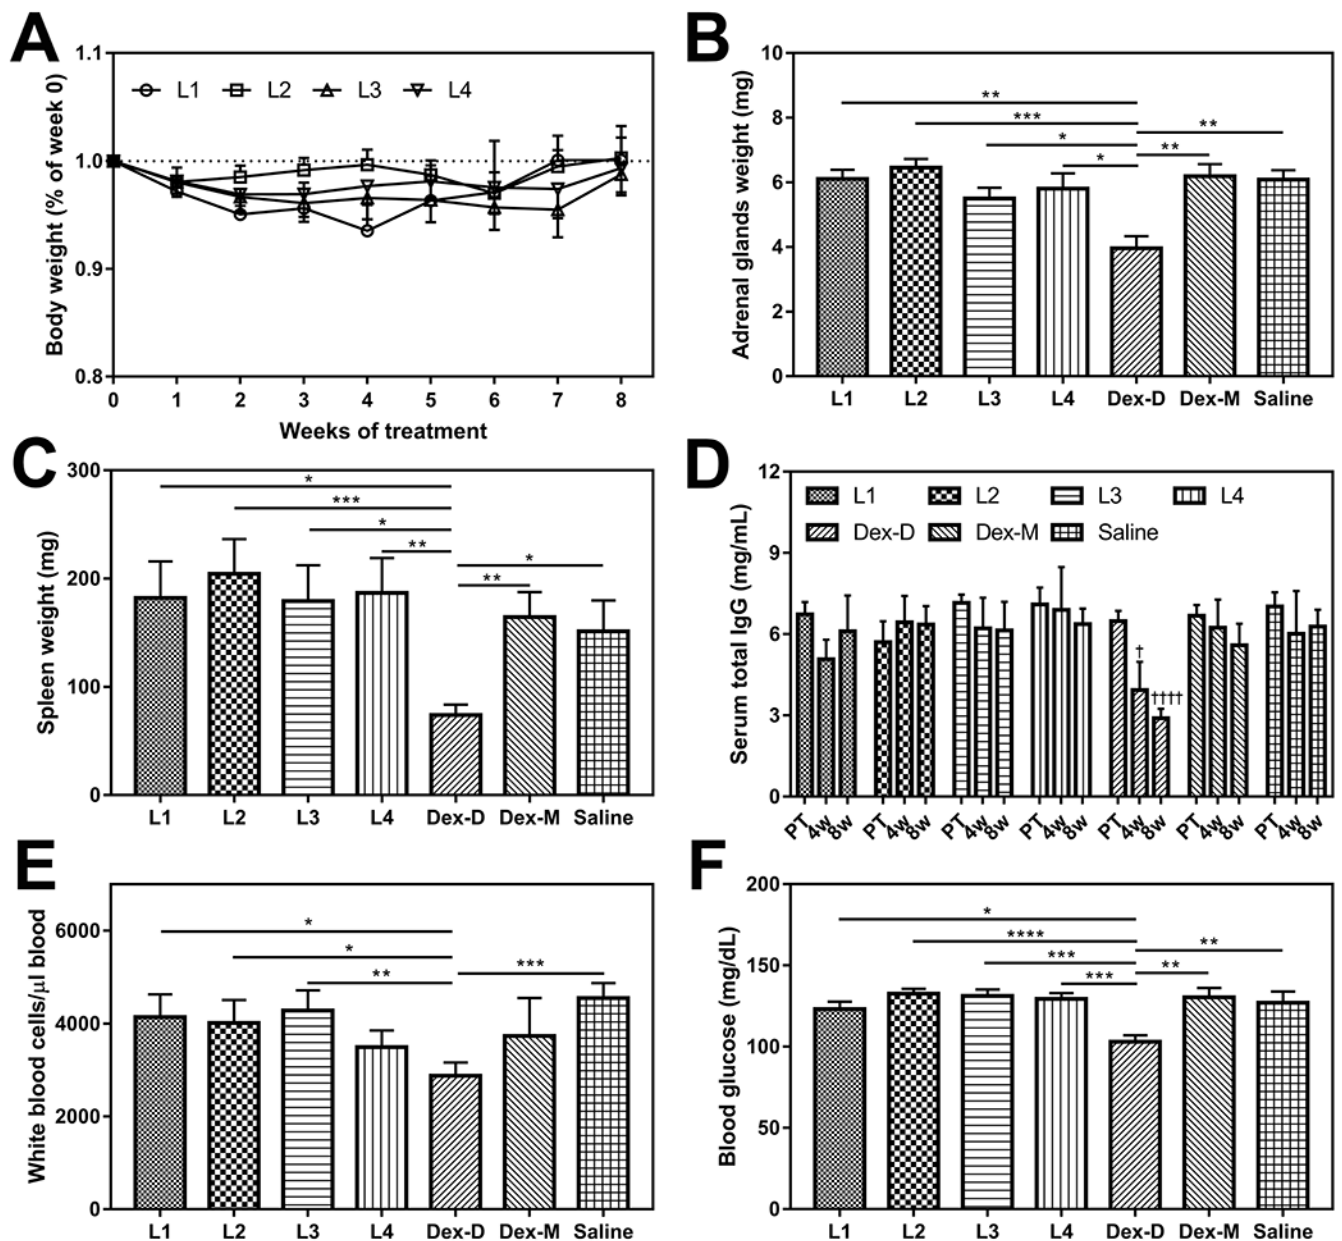 A
Body weight (% of week 0)
1.1
1.0
0.9
0.8
L1 L2 L3 L4
0 1 2 3 4 5 6 7 8
Weeks of treatment
B
Adrenal glands weight (mg)
10
8
6
4
2
0
**
***
*
*
**
**
L1 L2 L3 L4 Dex-D Dex-M Saline
C
Spleen weight (mg)
300
200
100
0
*
***
*
**
*
**
L1 L2 L3 L4 Dex-D Dex-M Saline
D
Serum total IgG (mg/mL)
12
9
6
3
0
L1 L2 L3 L4
Dex-D Dex-M Saline
†
††††
PT 4w 8w PT 4w 8w PT 4w 8w PT 4w 8w PT 4w 8w PT 4w 8w PT 4w 8w
E
White blood cells/µl blood
6000
4000
2000
0
*
*
**
***
L1 L2 L3 L4 Dex-D Dex-M Saline
F
Blood glucose (mg/dL)
200
150
100
50
0
*
****
***
***
**
**
L1 L2 L3 L4 Dex-D Dex-M Saline